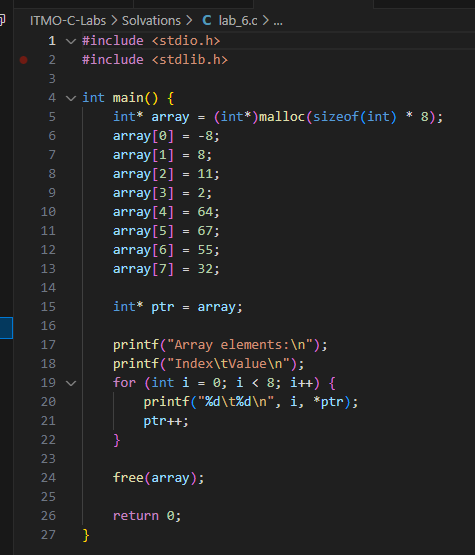 ITMO-C-Labs > Solvations > C lab_6.c > ...
1 #include <stdio.h>
2 #include <stdlib.h>
3
4 int main() {
5     int* array = (int*)malloc(sizeof(int) * 8);
6     array[0] = -8;
7     array[1] = 8;
8     array[2] = 11;
9     array[3] = 2;
10     array[4] = 64;
11     array[5] = 67;
12     array[6] = 55;
13     array[7] = 32;
14
15     int* ptr = array;
16
17     printf("Array elements:\n");
18     printf("Index\tValue\n");
19     for (int i = 0; i < 8; i++) {
20         printf("%d\t%d\n", i, *ptr);
21         ptr++;
22     }
23
24     free(array);
25
26     return 0;
27 }